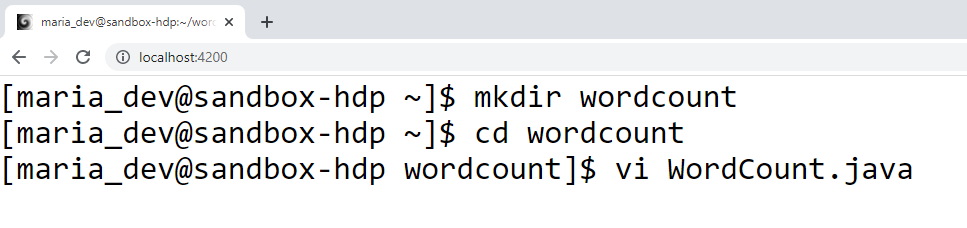 maria_dev@sandbox-hdp:~/word
localhost:4200
[maria_dev@sandbox-hdp ~]$ mkdir wordcount
[maria_dev@sandbox-hdp ~]$ cd wordcount
[maria_dev@sandbox-hdp wordcount]$ vi WordCount.java